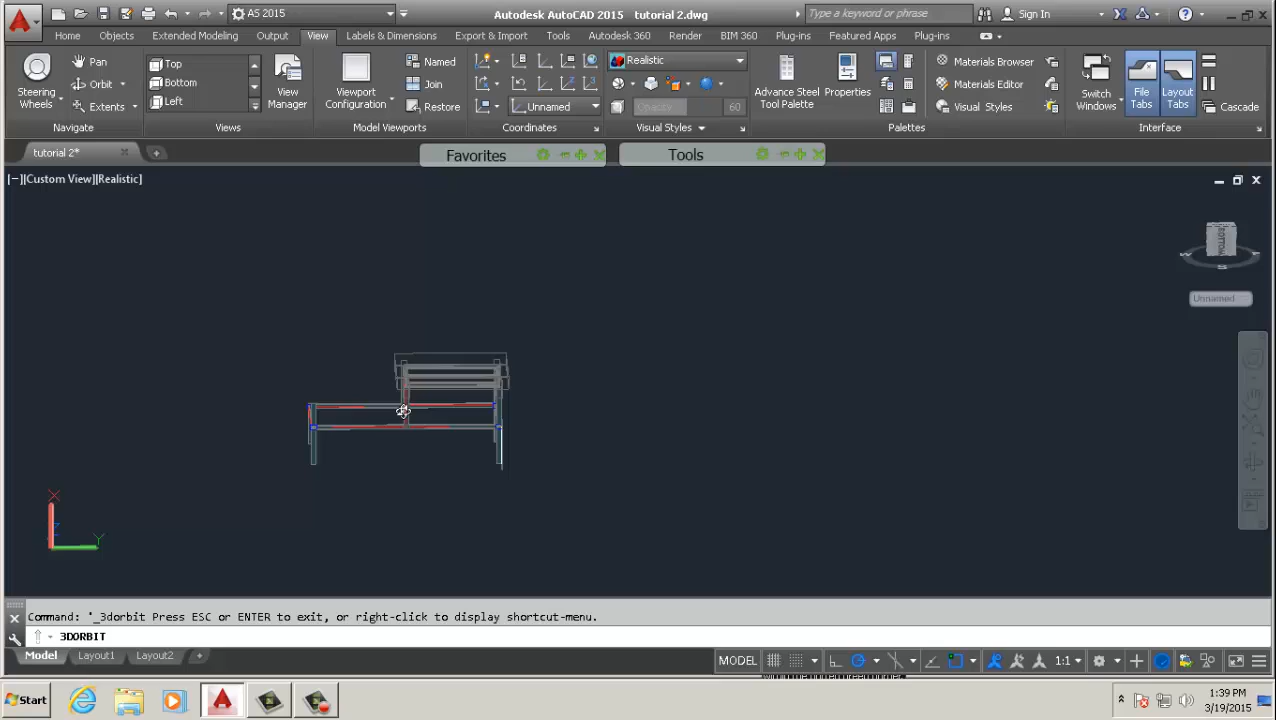 AS 2015
Autodesk AutoCAD 2015 tutorial 2.dwg
Type a keyword or phrase
Sign In
Home Objects Extended Modeling Output View Labels & Dimensions Export & Import Tools Autodesk 360 Render BIM 360 Plug-ins Featured Apps Plug-ins
Steering Wheels
Pan
Orbit
Extents
Navigate
Top
Bottom
Left
Views
View Manager
Viewport Configuration
Named
Join
Restore
Model Viewports
Unnamed
Coordinates
Realistic
Opacity 60
Visual Styles
Advance Steel Tool Palette
Properties
Materials Browser
Materials Editor
Visual Styles
Palettes
Switch Windows
File Tabs
Layout Tabs
Cascade
Interface
tutorial 2*
Favorites
Tools
[−][Custom View][Realistic]
BOTTOM
Unnamed
X
Z
Y
Command: '_3dorbit Press ESC or ENTER to exit, or right-click to display shortcut-menu.
3DORBIT
Model Layout1 Layout2
MODEL
1:1
Start
1:39 PM
3/19/2015